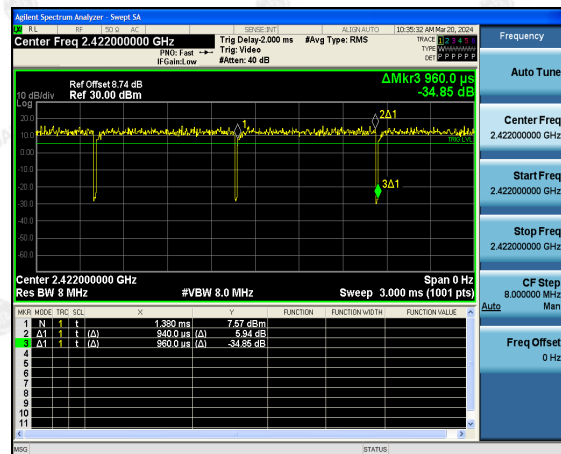 Agilent Spectrum Analyzer - Swept SA
RL RF 50 Ω AC SENSE:INT ALIGN AUTO 10:35:32 AM Mar 20, 2024
Center Freq 2.422000000 GHz
PNO: Fast
IFGain:Low
Trig Delay-2.000 ms
Trig: Video
#Atten: 40 dB
#Avg Type: RMS
TRACE 1 2 3 4 5 6
TYPE
DET P P P P P P
Ref Offset 8.74 dB
10 dB/div Ref 30.00 dBm
Log
ΔMkr3 960.0 µs
-34.85 dB
20.0
10.0
0.00
-10.0
-20.0
-30.0
-40.0
-50.0
-60.0
1
2Δ1
3Δ1
TRIG LVL
Center 2.422000000 GHz Span 0 Hz
Res BW 8 MHz #VBW 8.0 MHz Sweep 3.000 ms (1001 pts)
MKR MODE TRC SCL X Y FUNCTION FUNCTION WIDTH FUNCTION VALUE
1 N 1 t 1.380 ms 7.57 dBm
2 Δ1 1 t (Δ) 940.0 µs (Δ) 5.94 dB
3 Δ1 1 t (Δ) 960.0 µs (Δ) -34.85 dB
4
5
6
7
8
9
10
11
MSG STATUS
Frequency
Auto Tune
Center Freq
2.422000000 GHz
Start Freq
2.422000000 GHz
Stop Freq
2.422000000 GHz
CF Step
8.000000 MHz
Auto Man
Freq Offset
0 Hz